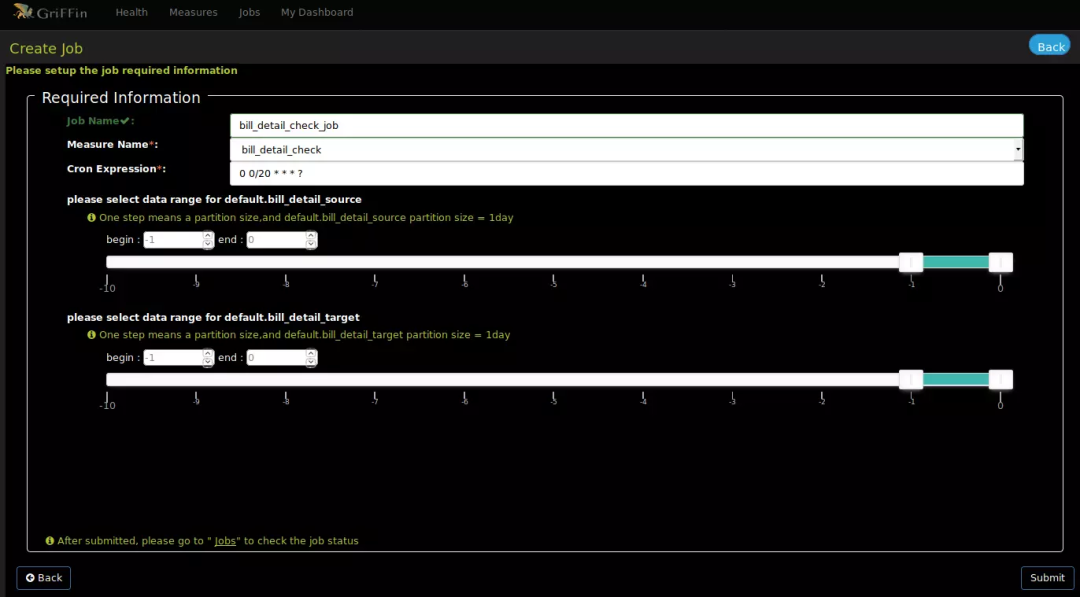 GriFFin Health Measures Jobs My Dashboard
Create Job Back
Please setup the job required information
Required Information
Job Name✔: bill_detail_check_job
Measure Name*: bill_detail_check
Cron Expression*: 0 0/20 * * * ?
please select data range for default.bill_detail_source
One step means a partition size,and default.bill_detail_source partition size = 1day
begin : -1 end : 0
-10 -9 -8 -7 -6 -5 -4 -3 -2 -1 0
please select data range for default.bill_detail_target
One step means a partition size,and default.bill_detail_target partition size = 1day
begin : -1 end : 0
-10 -9 -8 -7 -6 -5 -4 -3 -2 -1 0
After submitted, please go to " Jobs" to check the job status
Back Submit